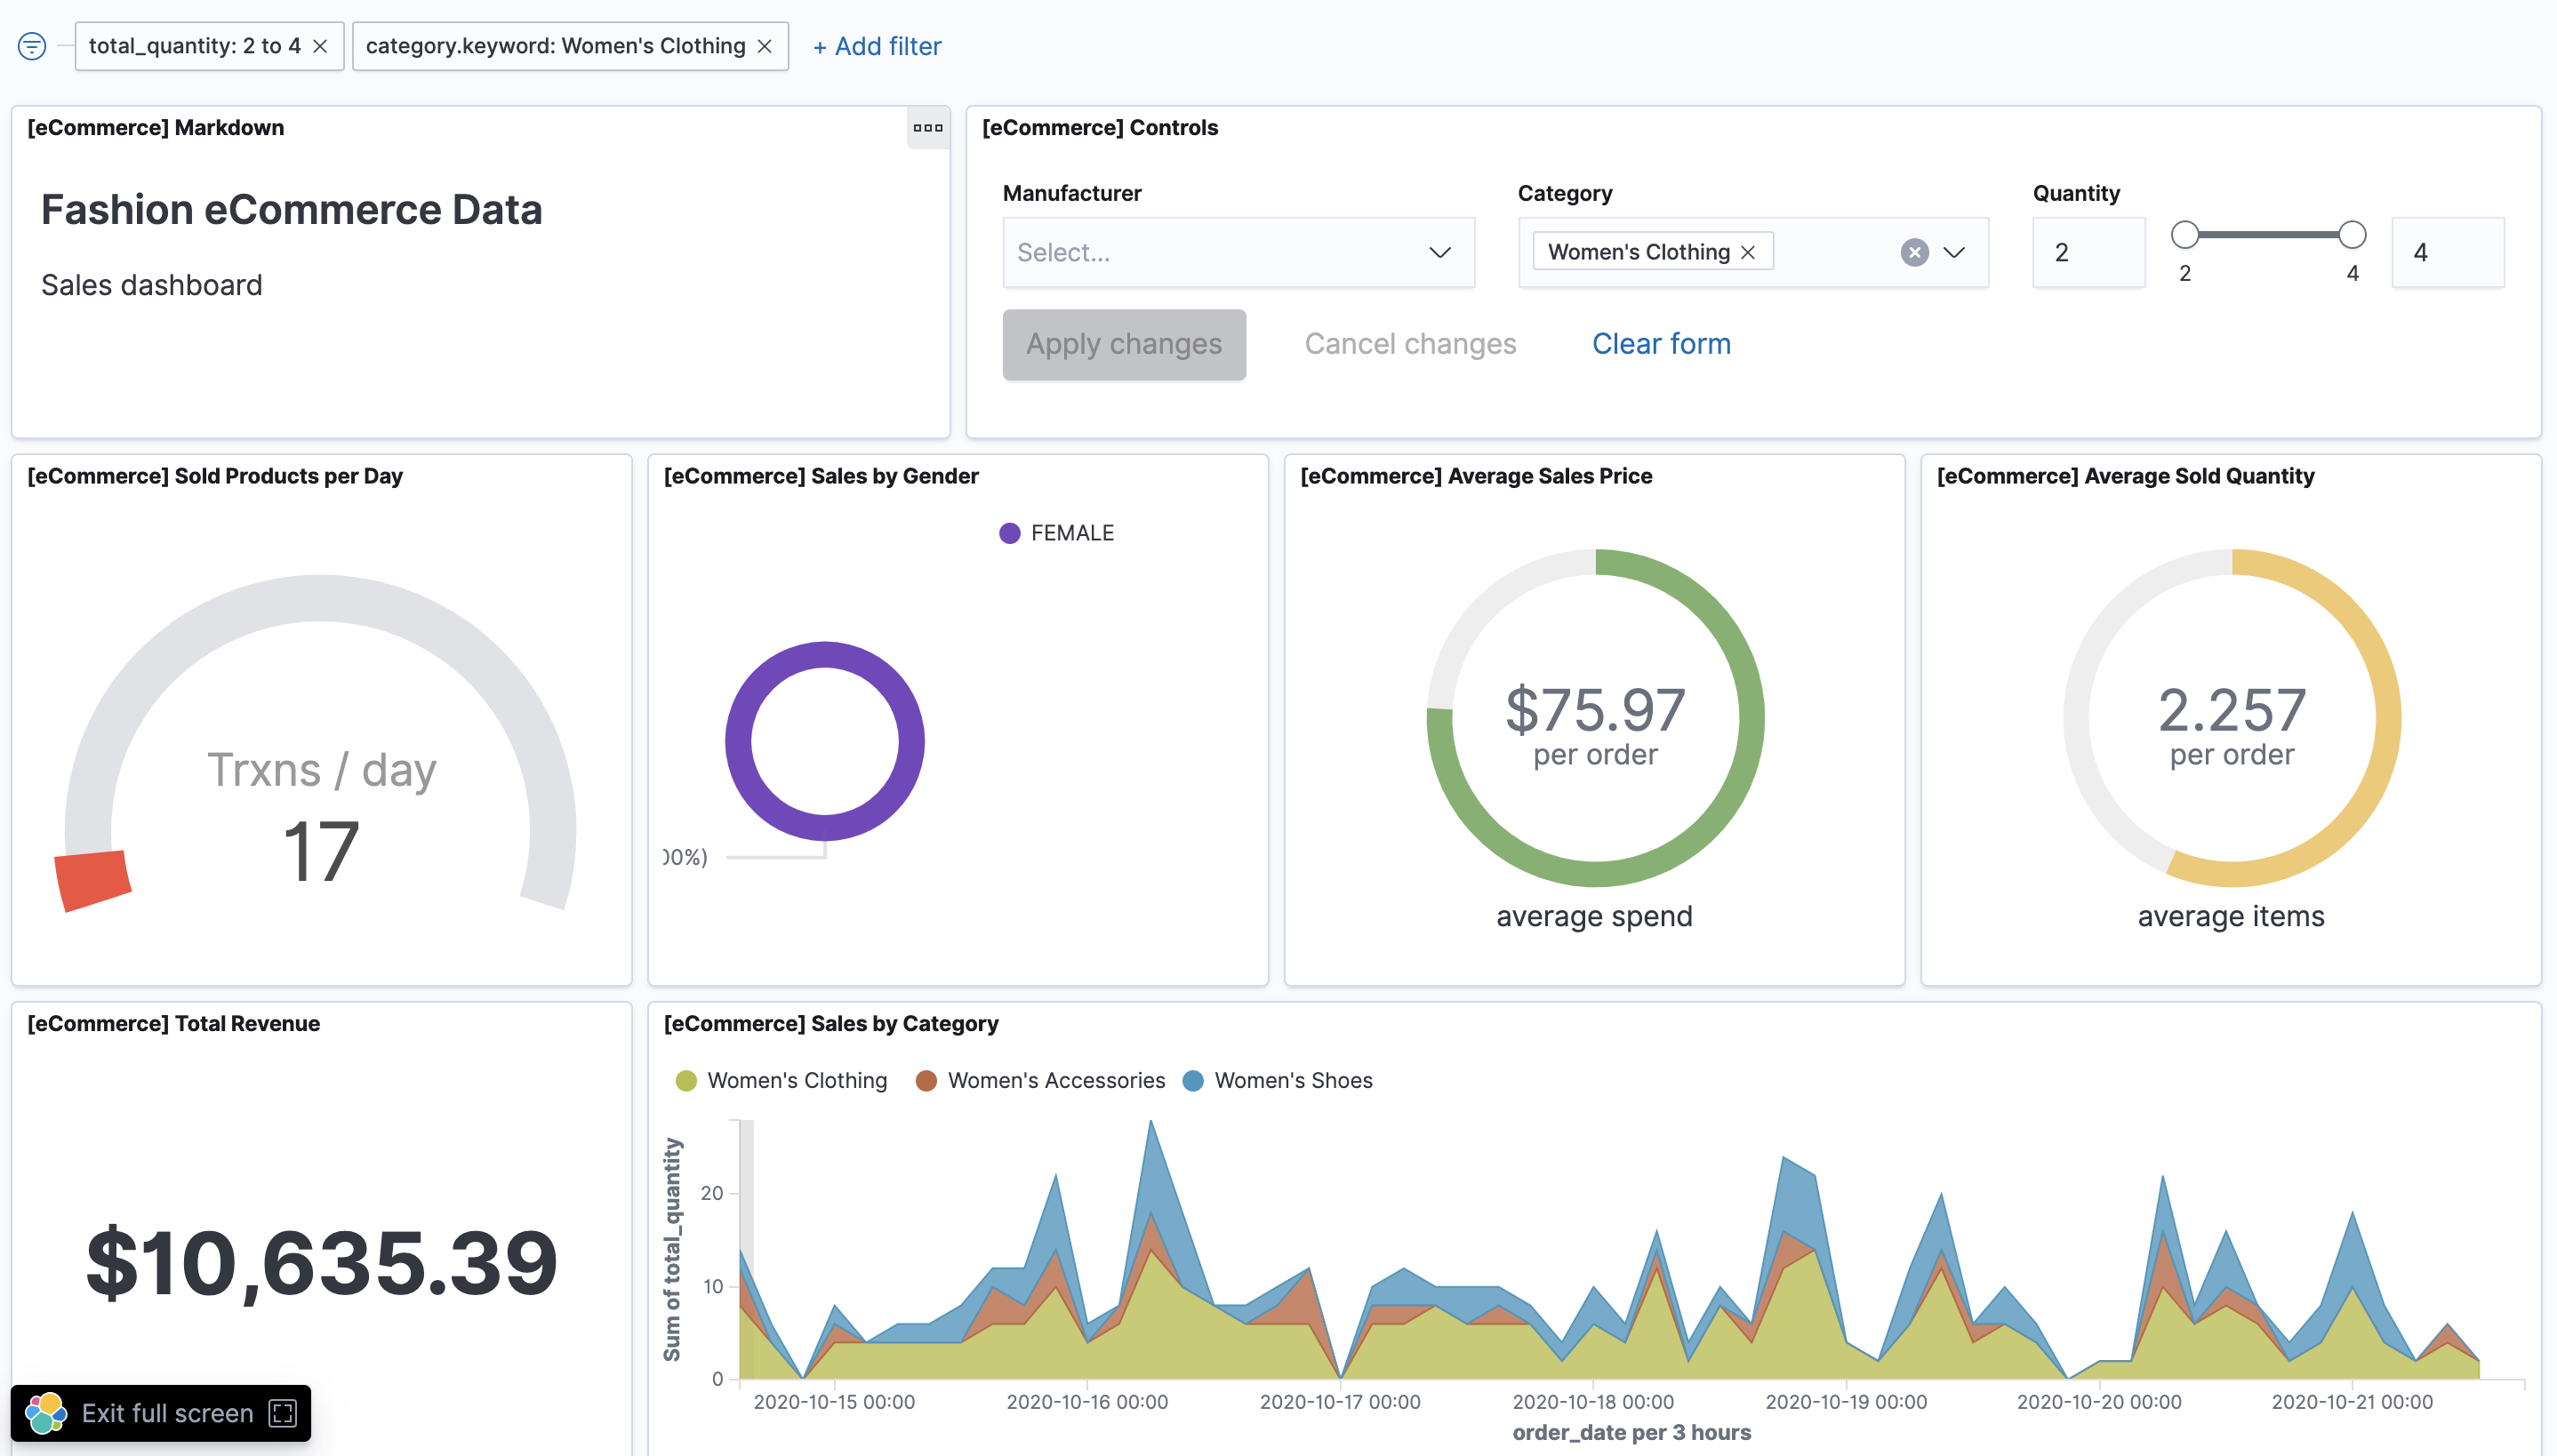 total_quantity: 2 to 4
category.keyword: Women's Clothing
+ Add filter
[eCommerce] Markdown
Fashion eCommerce Data
Sales dashboard
[eCommerce] Controls
Manufacturer
Select...
Category
Women's Clothing
Quantity
2
2
4
4
Apply changes
Cancel changes
Clear form
[eCommerce] Sold Products per Day
Trxns / day
17
[eCommerce] Sales by Gender
FEMALE
00%)
[eCommerce] Average Sales Price
$75.97
per order
average spend
[eCommerce] Average Sold Quantity
2.257
per order
average items
[eCommerce] Total Revenue
$10,635.39
[eCommerce] Sales by Category
Women's Clothing
Women's Accessories
Women's Shoes
Sum of total_quantity
20
10
0
2020-10-15 00:00
2020-10-16 00:00
2020-10-17 00:00
2020-10-18 00:00
2020-10-19 00:00
2020-10-20 00:00
2020-10-21 00:00
order_date per 3 hours
Exit full screen